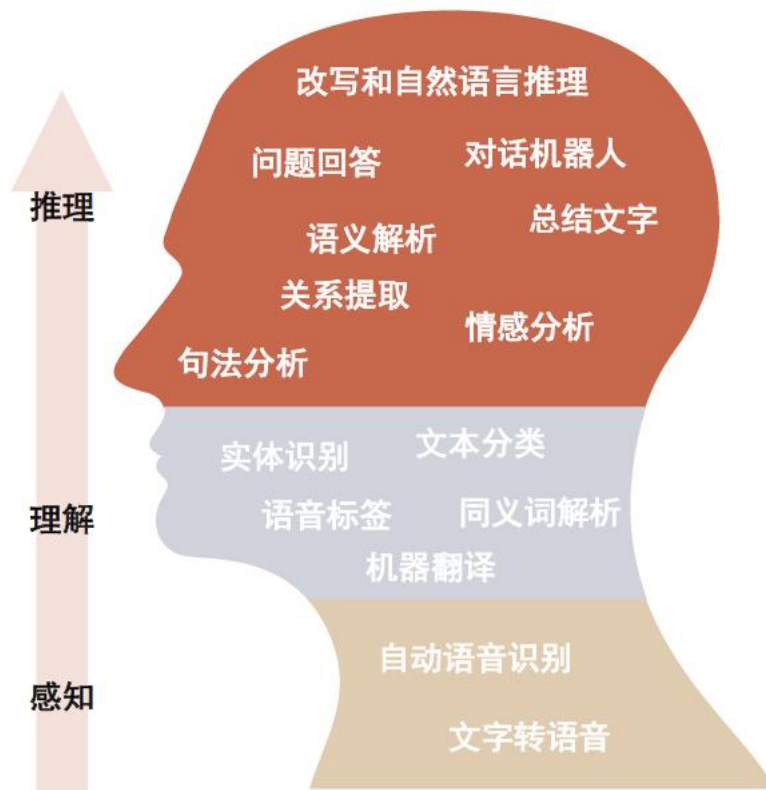 改写和自然语言推理
问题回答
对话机器人
推理
总结文字
语义解析
关系提取
情感分析
句法分析
实体识别
文本分类
理解
语音标签
同义词解析
机器翻译
自动语音识别
感知
文字转语音